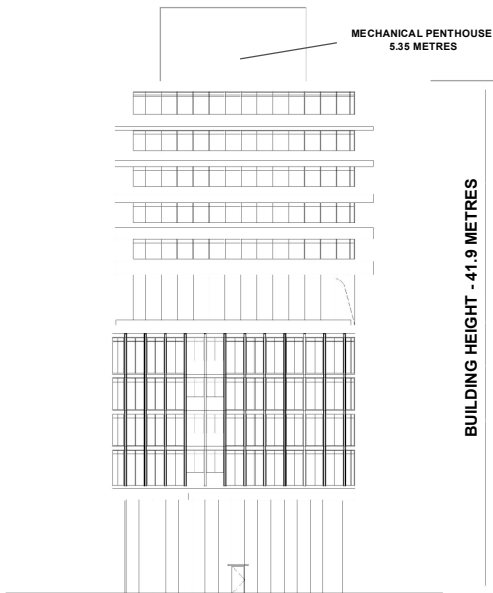 MECHANICAL PENTHOUSE
5.35 METRES
BUILDING HEIGHT - 41.9 METRES